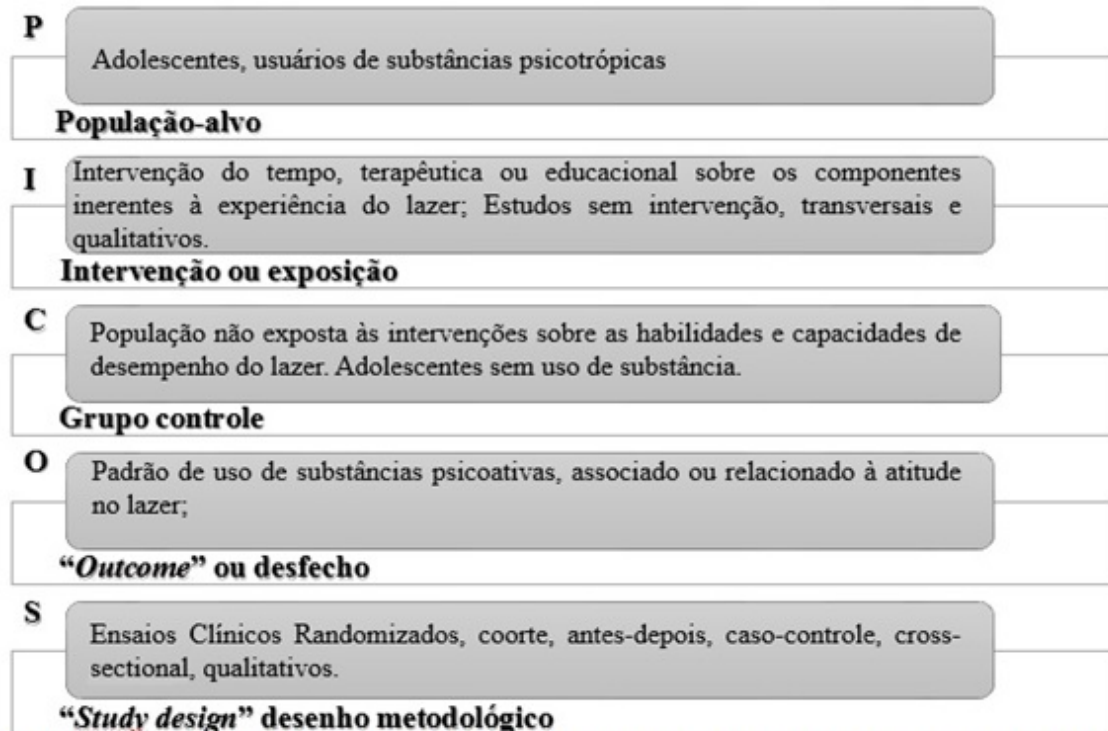 P
Adolescentes, usuários de substâncias psicotrópicas
População-alvo
I
Intervenção do tempo, terapêutica ou educacional sobre os componentes
inerentes à experiência do lazer; Estudos sem intervenção, transversais e
qualitativos.
Intervenção ou exposição
C
População não exposta às intervenções sobre as habilidades e capacidades de
desempenho do lazer. Adolescentes sem uso de substância.
Grupo controle
O
Padrão de uso de substâncias psicoativas, associado ou relacionado à atitude
no lazer;
“Outcome” ou desfecho
S
Ensaios Clínicos Randomizados, coorte, antes-depois, caso-controle, cross-
sectional, qualitativos.
“Study design” desenho metodológico